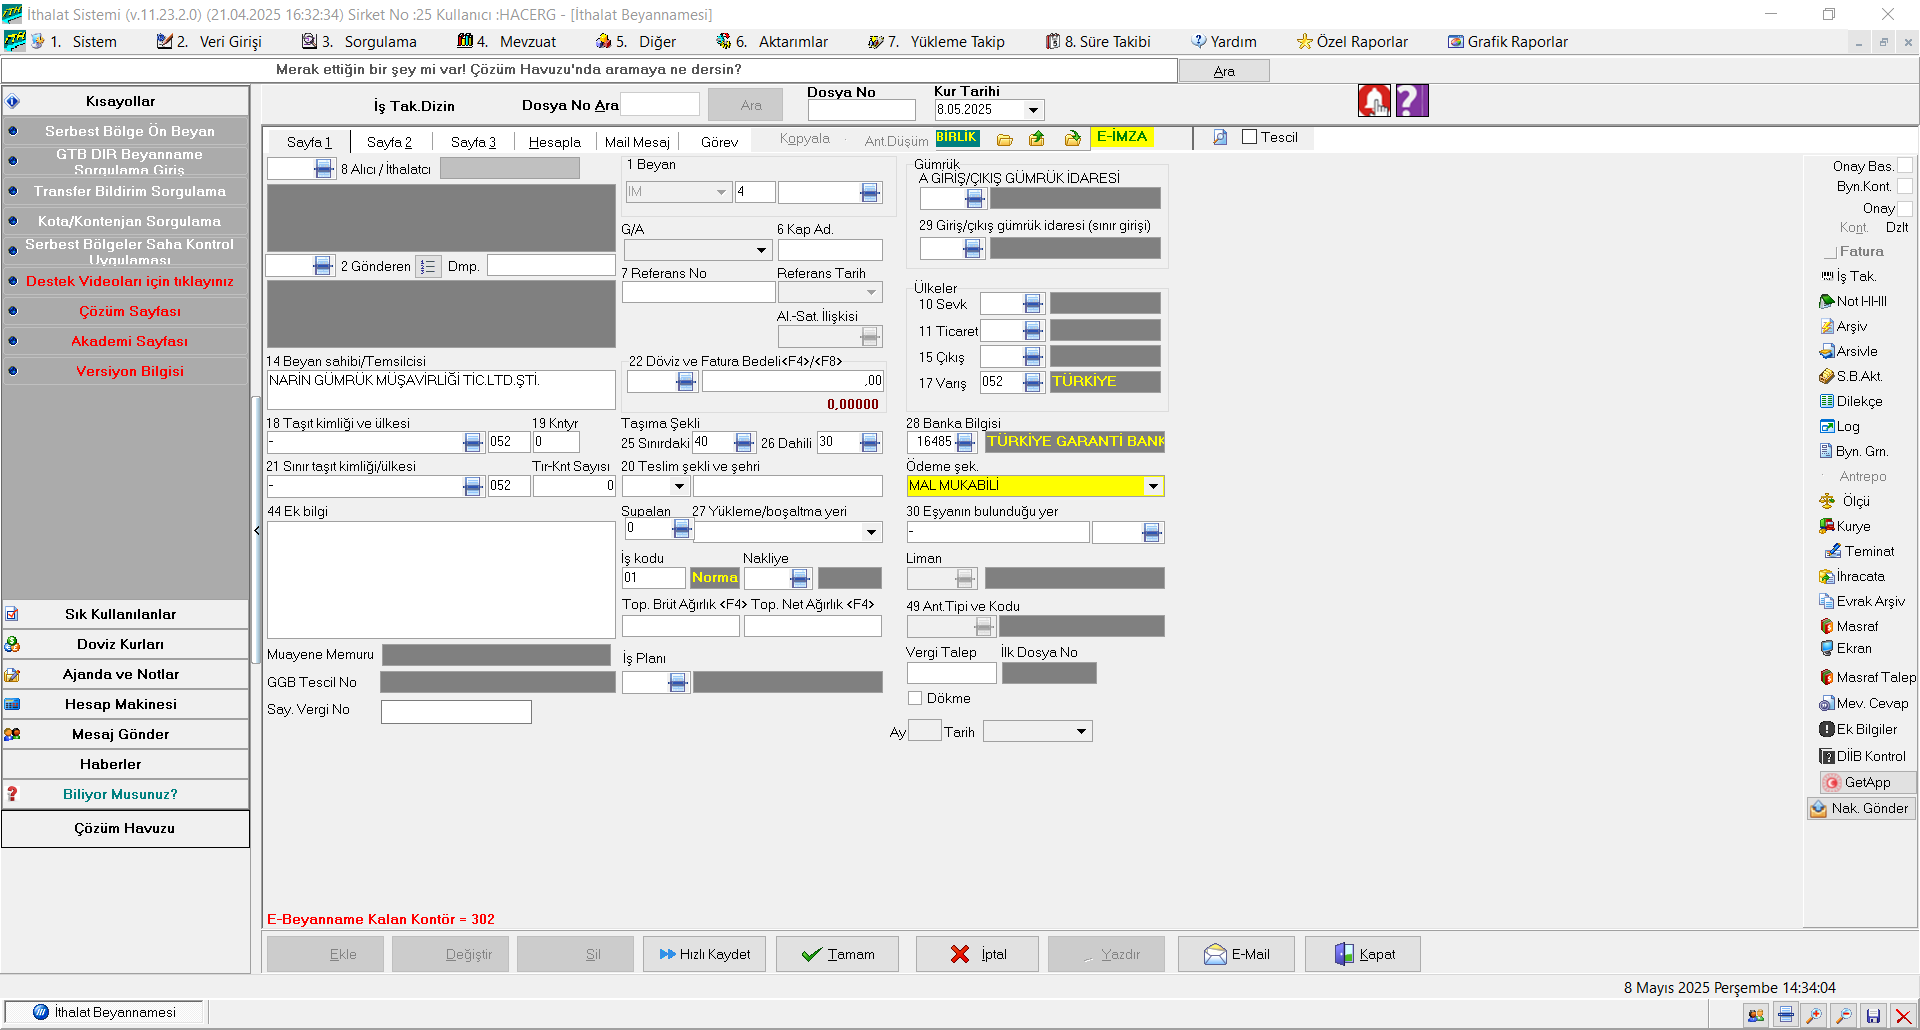 İthalat Sistemi (v.11.23.2.0) (21.04.2025 16:32:34) Sirket No :25 Kullanıcı :HACERG - [İthalat Beyannamesi]
1. Sistem 2. Veri Girişi 3. Sorgulama 4. Mevzuat 5. Diğer 6. Aktarımlar 7. Yükleme Takip 8. Süre Takibi Yardım Özel Raporlar Grafik Raporlar
Merak ettiğin bir şey mi var! Çözüm Havuzu'nda aramaya ne dersin? Ara
Kısayollar
Serbest Bölge Ön Beyan
GTB DIR Beyanname
Sorgulama Giriş
Transfer Bildirim Sorgulama
Kota/Kontenjan Sorgulama
Serbest Bölgeler Saha Kontrol
Uygulaması
Destek Videoları için tıklayınız
Çözüm Sayfası
Akademi Sayfası
Versiyon Bilgisi
Sık Kullanılanlar
Doviz Kurları
Ajanda ve Notlar
Hesap Makinesi
Mesaj Gönder
Haberler
Biliyor Musunuz?
Çözüm Havuzu
İş Tak.Dizin Dosya No Ara Ara Dosya No Kur Tarihi
8.05.2025
Sayfa 1 Sayfa 2 Sayfa 3 Hesapla Mail Mesaj Görev Kopyala Ant.Düşüm BİRLİK E-İMZA Tescil
8 Alıcı / İthalatcı
2 Gönderen Dmp.
14 Beyan sahibi/Temsilcisi
NARİN GÜMRÜK MÜŞAVİRLİĞİ TİC.LTD.ŞTİ.
18 Taşıt kimliği ve ülkesi 19 Kntyr
- 052 0
21 Sınır taşıt kimliği/ülkesi Tır-Knt Sayısı
- 052 0
44 Ek bilgi
Muayene Memuru
GGB Tescil No
Say. Vergi No
1 Beyan
IM 4
G/A 6 Kap Ad.
7 Referans No Referans Tarih
Al.-Sat. İlişkisi
22 Döviz ve Fatura Bedeli<F4>/<F8>
.00
0,00000
Taşıma Şekli
25 Sınırdaki 40 26 Dahili 30
20 Teslim şekli ve şehri
Supalan 27 Yükleme/boşaltma yeri
0
İş kodu Nakliye
01 Norma
Top. Brüt Ağırlık <F4> Top. Net Ağırlık <F4>
İş Planı
Gümrük
A GİRİŞ/ÇIKIŞ GÜMRÜK İDARESİ
29 Giriş/çıkış gümrük idaresi (sınır girişi)
Ülkeler
10 Sevk
11 Ticaret
15 Çıkış
17 Varış 052 TÜRKİYE
28 Banka Bilgisi
16485 TÜRKİYE GARANTİ BANK
Ödeme şek.
MAL MUKABİLİ
30 Eşyanın bulunduğu yer
-
Liman
49 Ant.Tipi ve Kodu
Vergi Talep İlk Dosya No
Dökme
Ay Tarih
Onay Bas.
Byn.Kont.
Onay
Kont. Dzlt
Fatura
İş Tak.
Not I-II-III
Arşiv
Arsivle
S.B.Akt.
Dilekçe
Log
Byn. Grn.
Antrepo
Ölçü
Kurye
Teminat
İhracata
Evrak Arşiv
Masraf
Ekran
Masraf Talep
Mev. Cevap
Ek Bilgiler
DİİB Kontrol
GetApp
Nak. Gönder
E-Beyanname Kalan Kontör = 302
Ekle Değiştir Sil Hızlı Kaydet Tamam İptal Yazdır E-Mail Kapat
8 Mayıs 2025 Perşembe 14:34:04
İthalat Beyannamesi